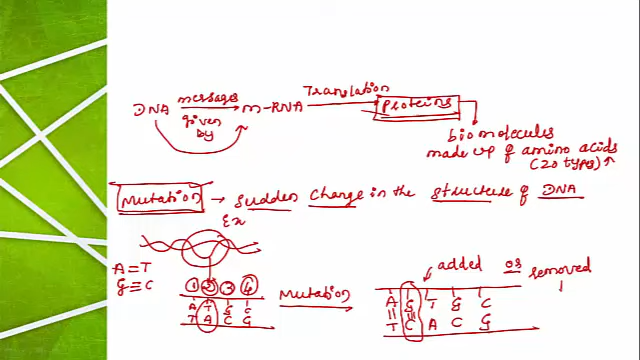 Translation
DNA messages m-RNA Proteins
given
by
biomolecules
made up of amino acids
(20 types)
Mutation → Sudden change in the structure of DNA
Ex
A=T
G≡C
added or removed
1 2 3 4
A T G C
T A C G
Mutation
A G T G C
T C A C G